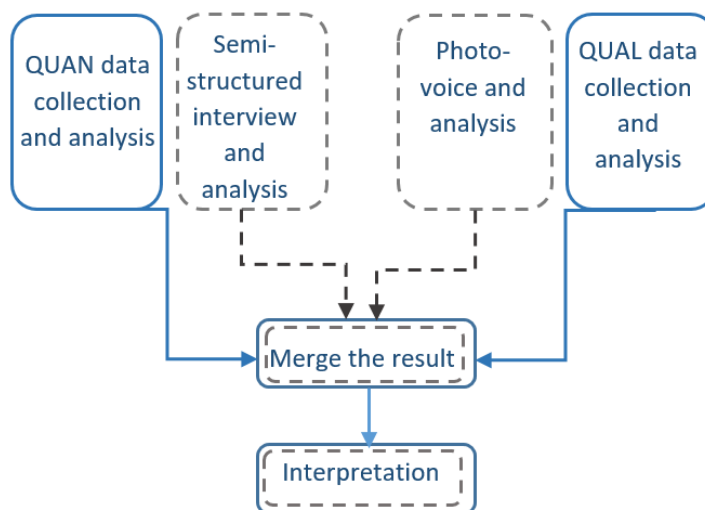 QUAN data
collection
and analysis
Semi-
structured
interview
and
analysis
Photo-
voice and
analysis
QUAL data
collection
and
analysis
Merge the result
Interpretation